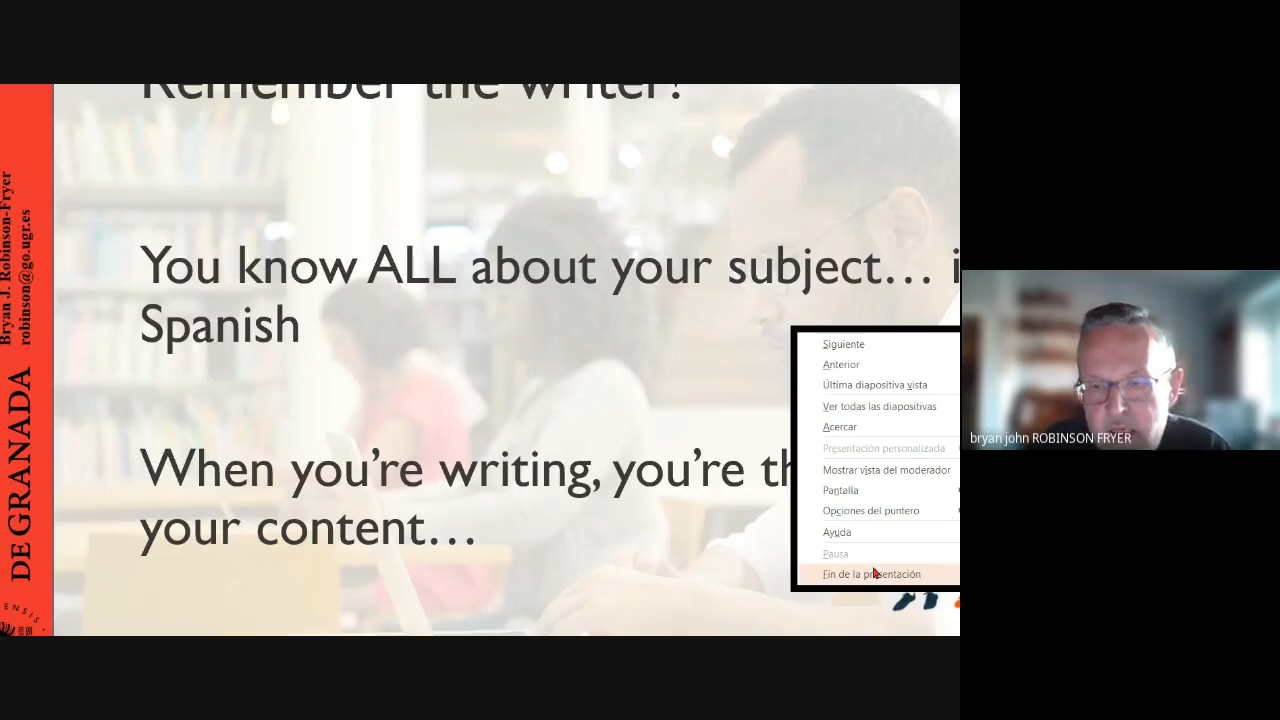 Remember the writer?
You know ALL about your subject… i
Spanish
When you’re writing, you’re th
your content…
Bryan J. Robinson-Fryer
robinson@go.ugr.es
DE GRANADA
ENSIS
Siguiente
Anterior
Última diapositiva vista
Ver todas las diapositivas
Acercar
Presentación personalizada
Mostrar vista del moderador
Pantalla
Opciones del puntero
Ayuda
Pausa
Fin de la presentación
bryan john ROBINSON FRYER